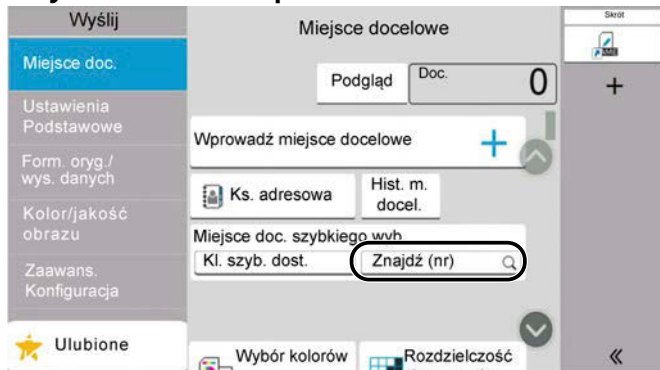 Wyślij
Miejsce docelowe
Skrót
Miejsce doc.
Podgląd
Doc.
0
Ustawienia
Podstawowe
Wprowadź miejsce docelowe
Form. oryg./
wys. danych
Ks. adresowa
Hist. m.
docel.
Kolor/jakość
obrazu
Miejsce doc. szybkiego wyb.
Kl. szyb. dost.
Znajdź (nr)
Zaawans.
Konfiguracja
Ulubione
Wybór kolorów
Rozdzielczość